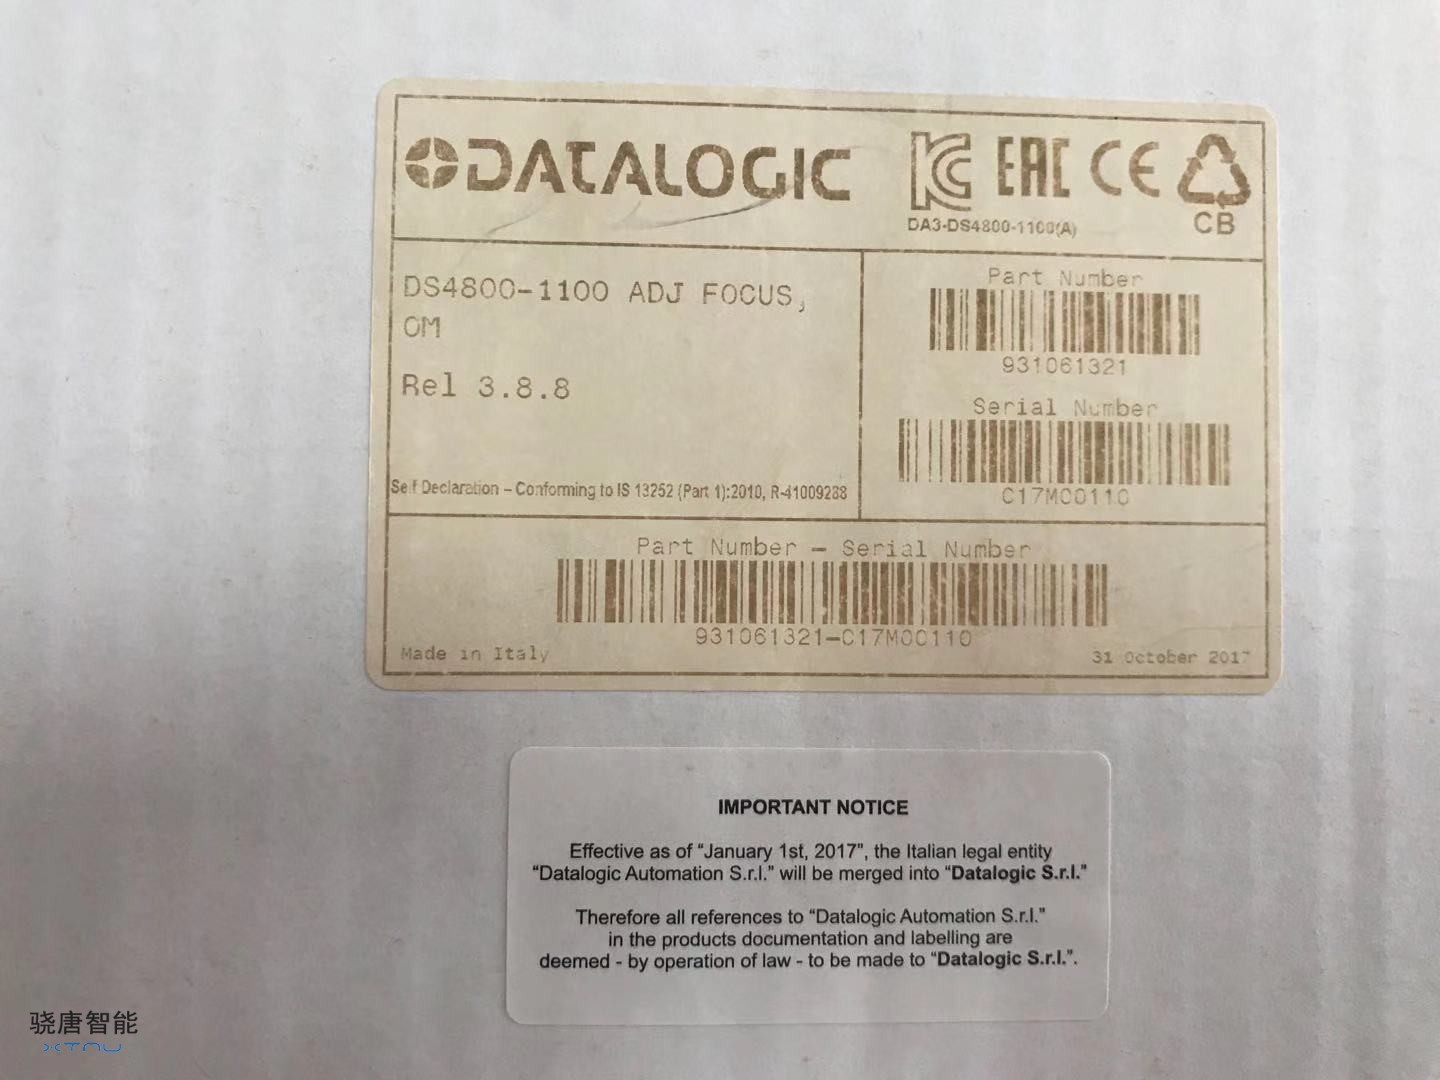 DATALOGIC
EAC CE
DA3-DS4800-1100(A)
CB
DS4800-1100 ADJ FOCUS,
OM
Rel 3.8.8
Self Declaration – Conforming to IS 13252 (Part 1):2010, R-41009288
Part Number
931061321
Serial Number
C17M00110
Part Number – Serial Number
931061321-C17M00110
Made in Italy
31 October 2017
IMPORTANT NOTICE
Effective as of “January 1st, 2017”, the Italian legal entity
“Datalogic Automation S.r.l.” will be merged into “Datalogic S.r.l.”
Therefore all references to “Datalogic Automation S.r.l.”
in the products documentation and labelling are
deemed - by operation of law - to be made to “Datalogic S.r.l.”.
骁唐智能